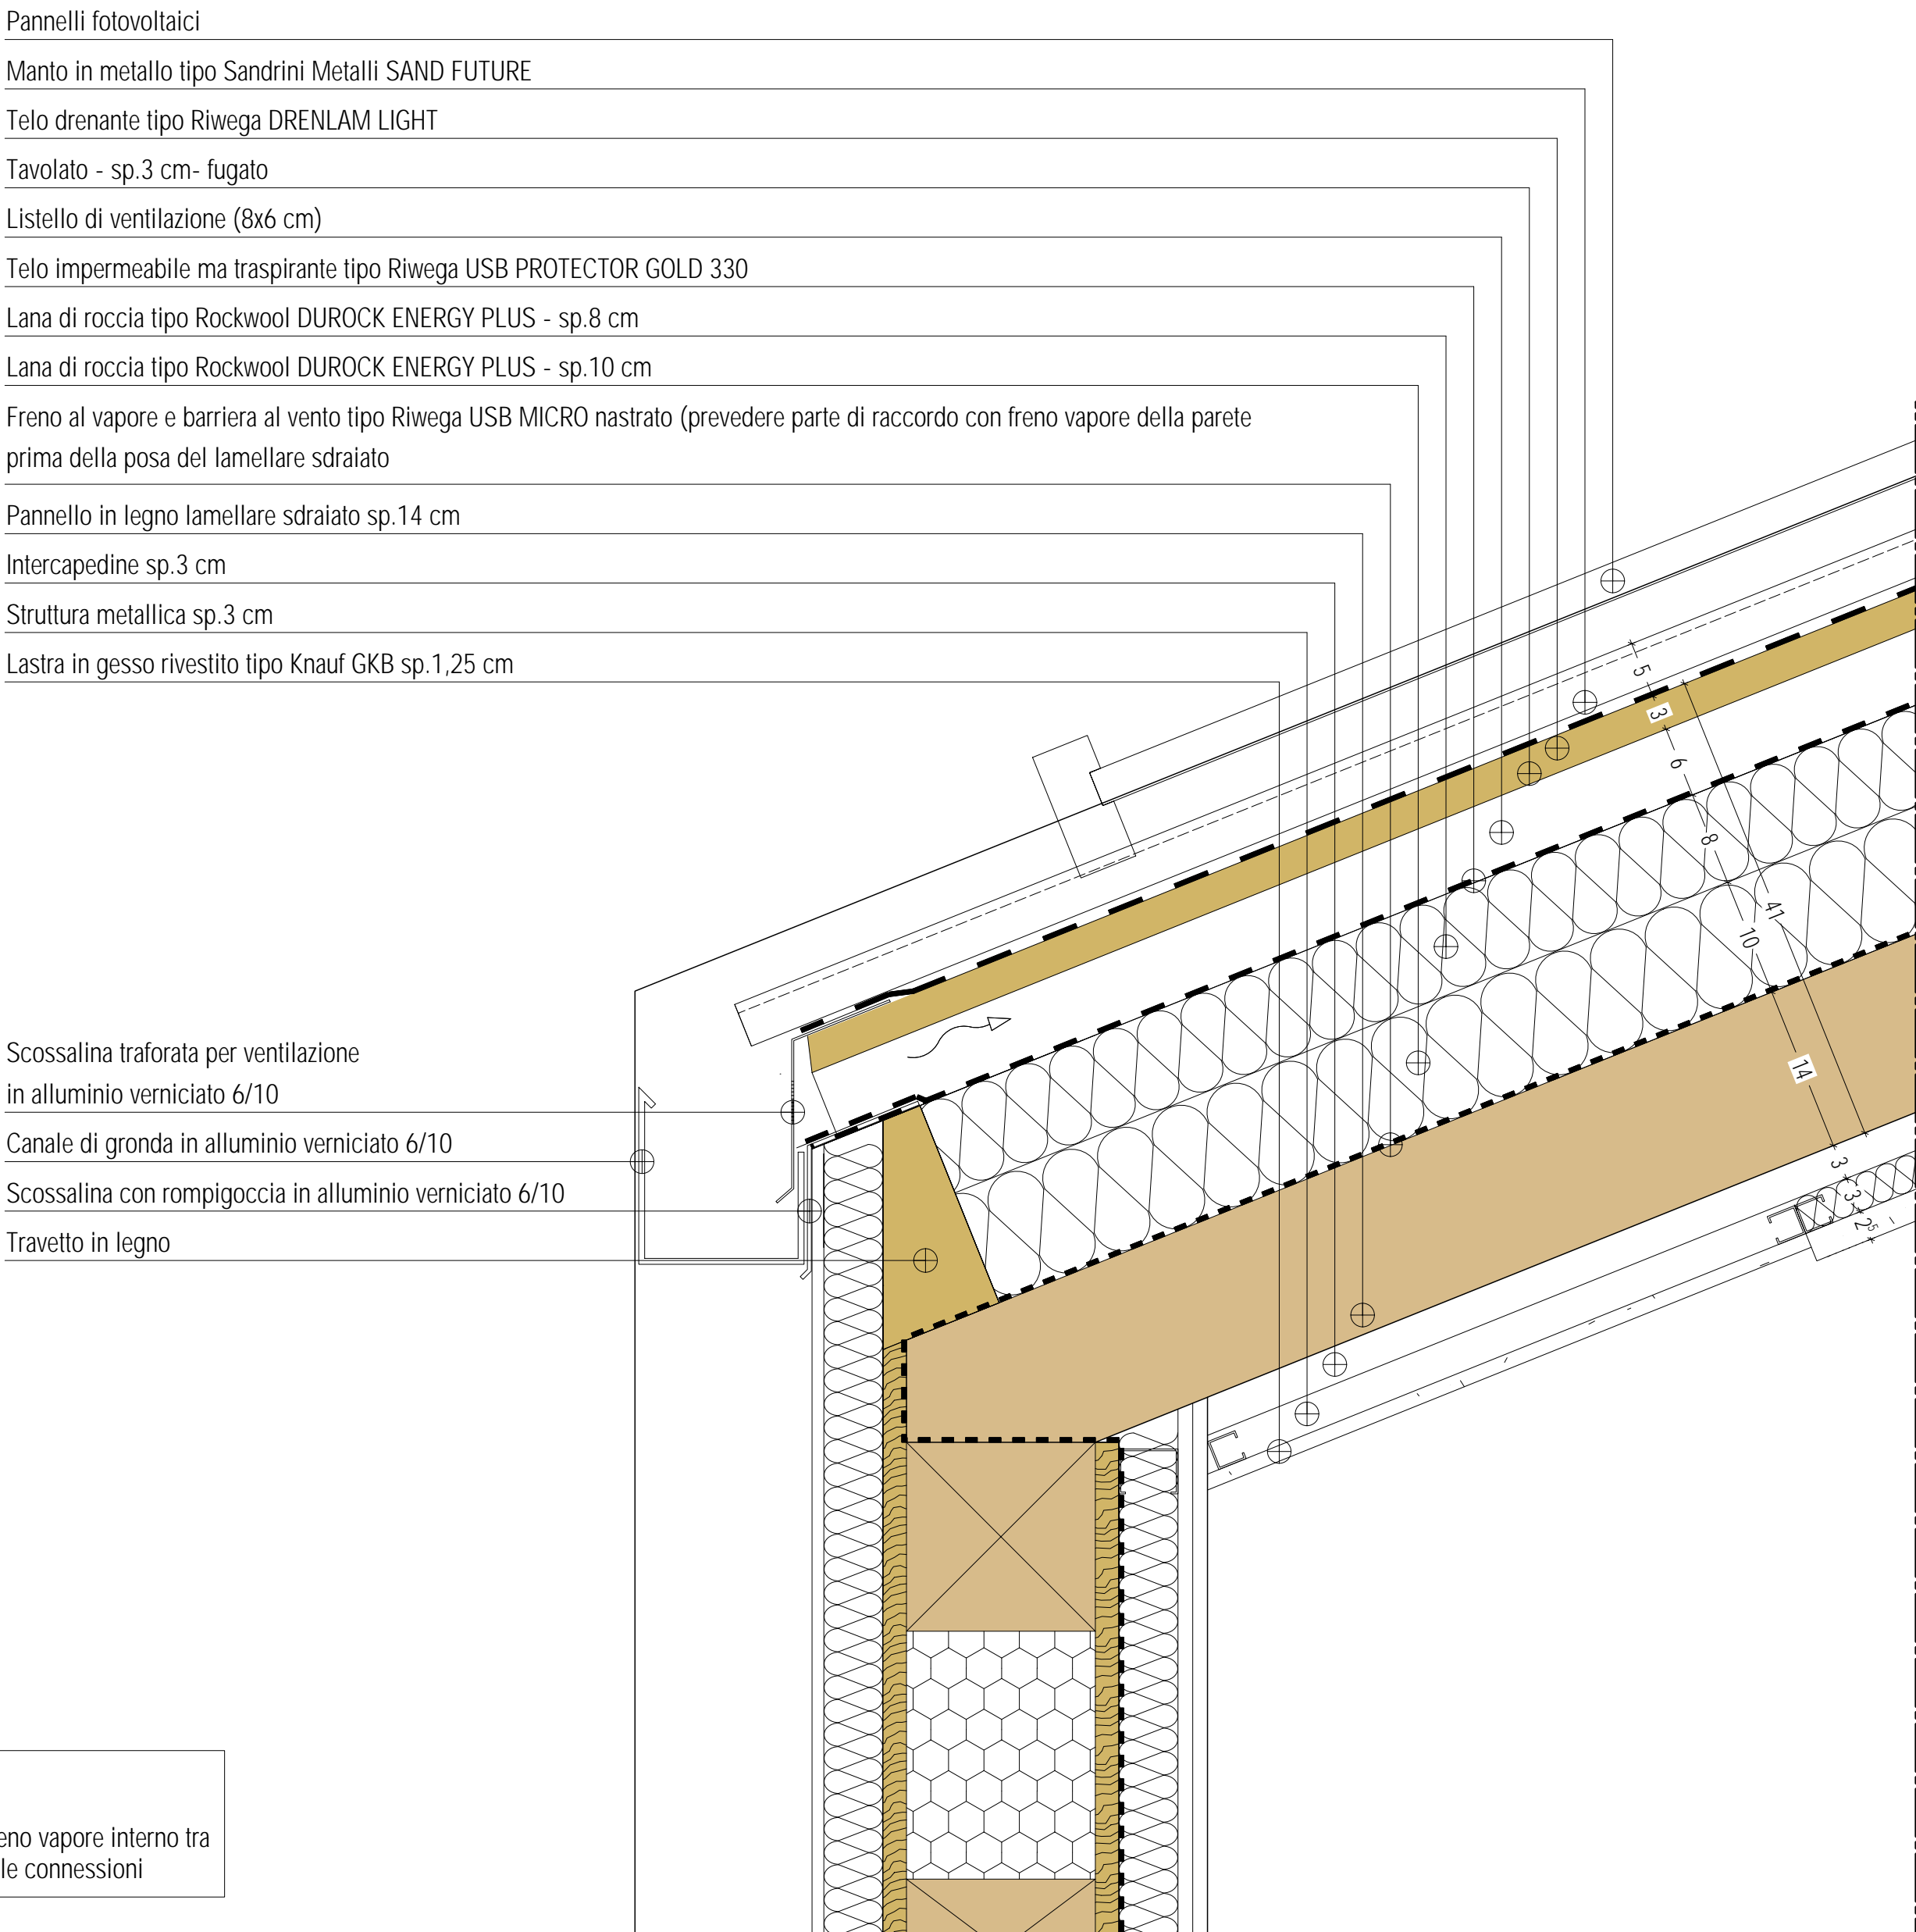 Pannelli fotovoltaici
Manto in metallo tipo Sandrini Metalli SAND FUTURE
Telo drenante tipo Riwega DRENLAM LIGHT
Tavolato - sp.3 cm- fugato
Listello di ventilazione (8x6 cm)
Telo impermeabile ma traspirante tipo Riwega USB PROTECTOR GOLD 330
Lana di roccia tipo Rockwool DUROCK ENERGY PLUS - sp.8 cm
Lana di roccia tipo Rockwool DUROCK ENERGY PLUS - sp.10 cm
Freno al vapore e barriera al vento tipo Riwega USB MICRO nastrato (prevedere parte di raccordo con freno vapore della parete
prima della posa del lamellare sdraiato
Pannello in legno lamellare sdraiato sp.14 cm
Intercapedine sp.3 cm
Struttura metallica sp.3 cm
Lastra in gesso rivestito tipo Knauf GKB sp.1,25 cm
5
3
6
8
41
10
14
3
3
2⁵
Scossalina traforata per ventilazione
in alluminio verniciato 6/10
Canale di gronda in alluminio verniciato 6/10
Scossalina con rompigoccia in alluminio verniciato 6/10
Travetto in legno
eno vapore interno tra
le connessioni